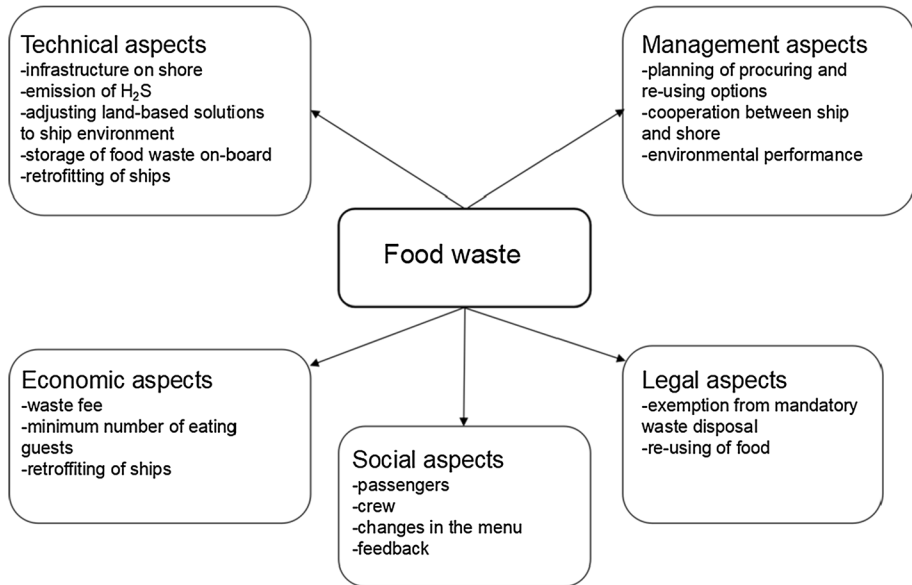 Technical aspects
-infrastructure on shore
-emission of H₂S
-adjusting land-based solutions
to ship environment
-storage of food waste on-board
-retrofitting of ships
Management aspects
-planning of procuring and
re-using options
-cooperation between ship
and shore
-environmental performance
Food waste
Economic aspects
-waste fee
-minimum number of eating
guests
-retroffiting of ships
Social aspects
-passengers
-crew
-changes in the menu
-feedback
Legal aspects
-exemption from mandatory
waste disposal
-re-using of food